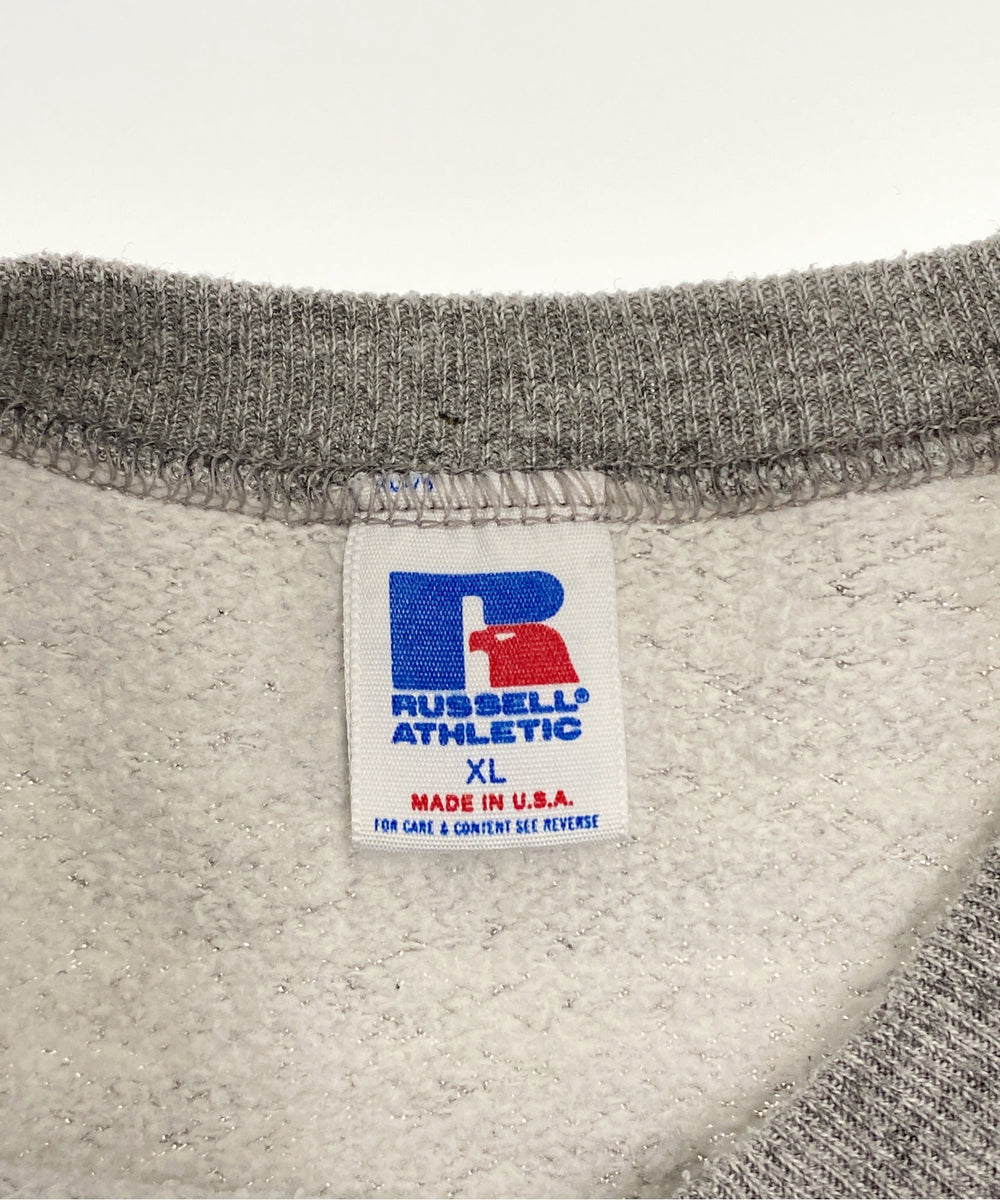 RUSSELL®
ATHLETIC
XL
MADE IN U.S.A.
FOR CARE & CONTENT SEE REVERSE